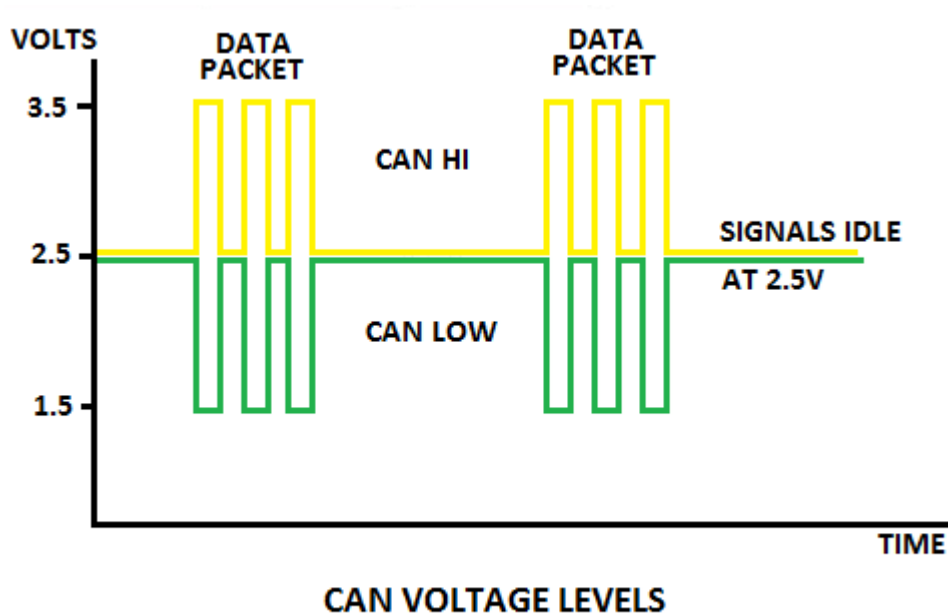 VOLTS
DATA
PACKET
DATA
PACKET
3.5
CAN HI
SIGNALS IDLE
2.5
AT 2.5V
CAN LOW
1.5
TIME
CAN VOLTAGE LEVELS